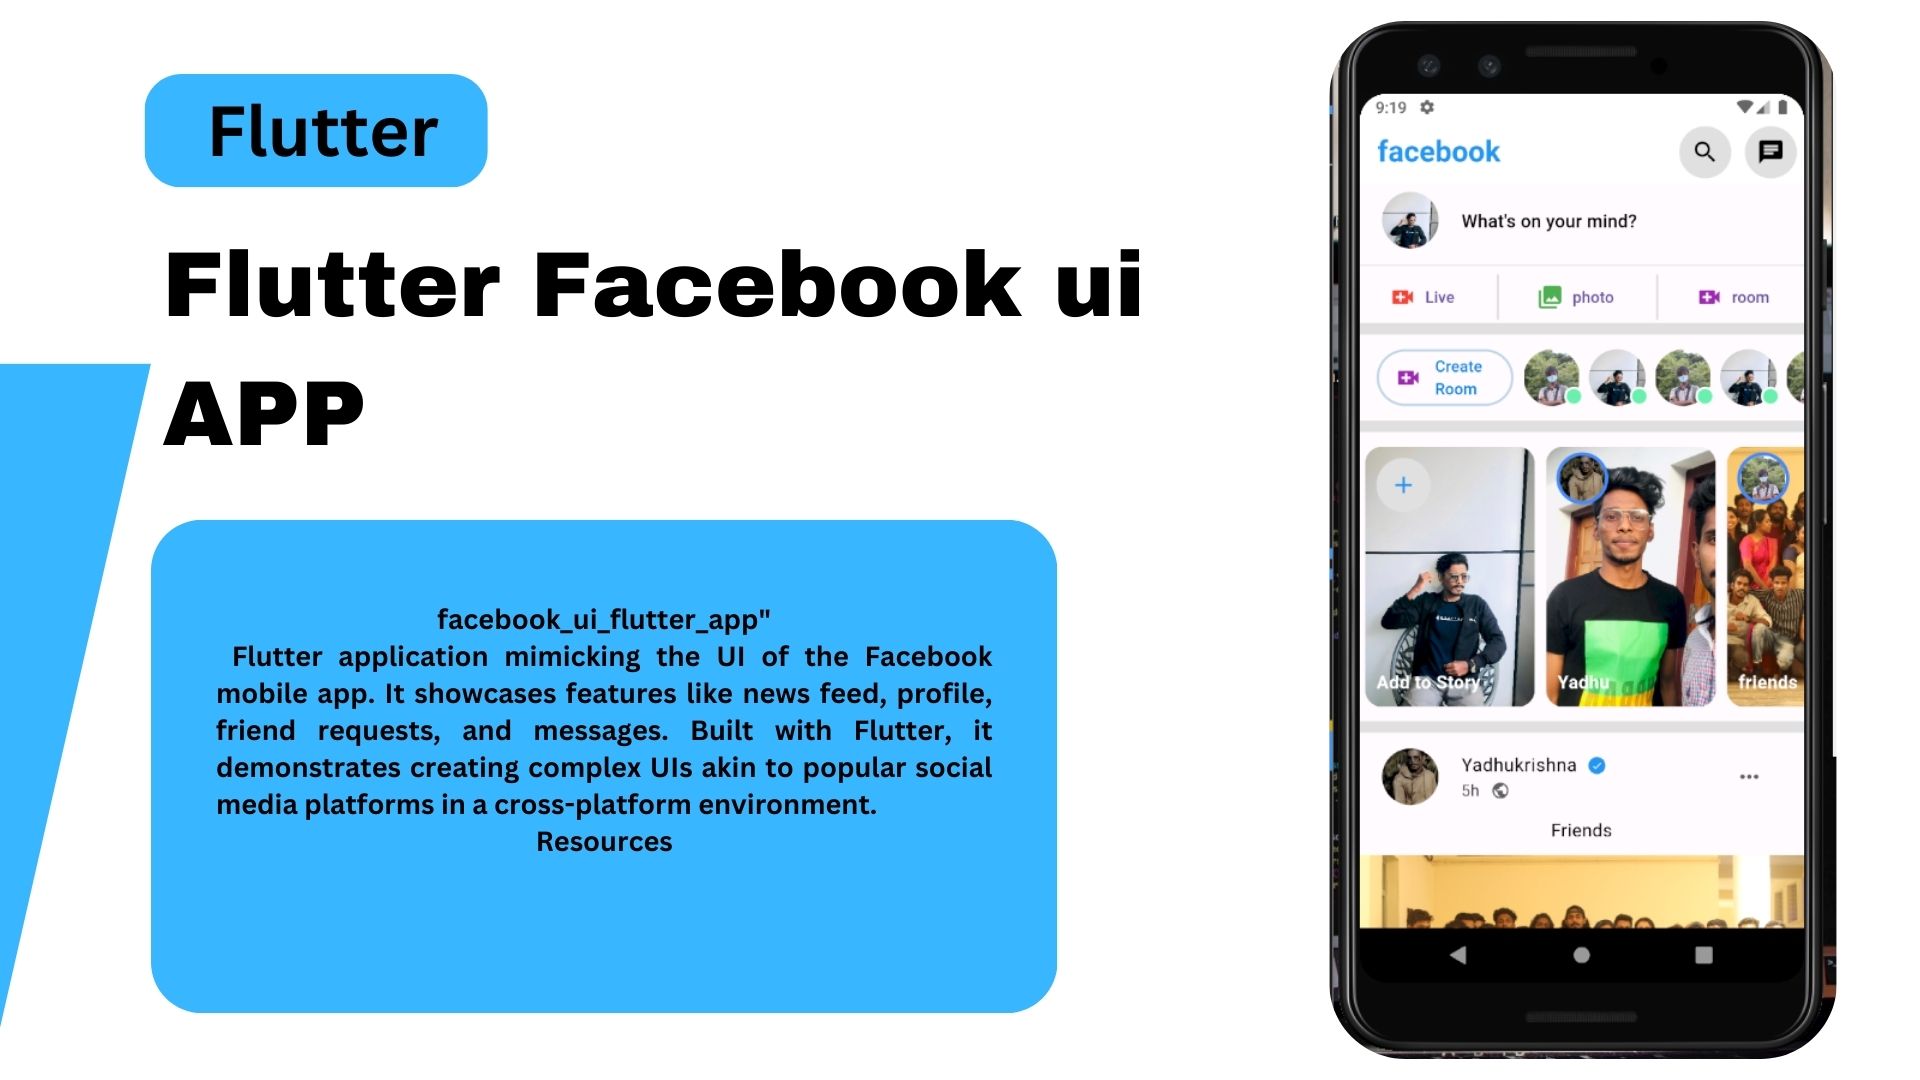 Flutter
Flutter Facebook ui
APP
facebook_ui_flutter_app"
Flutter application mimicking the UI of the Facebook
mobile app. It showcases features like news feed, profile,
friend requests, and messages. Built with Flutter, it
demonstrates creating complex UIs akin to popular social
media platforms in a cross-platform environment.
Resources
9:19
facebook
What's on your mind?
Live photo room
Create
Room
Add to Story Yadhu friends
Yadhukrishna
5h
Friends